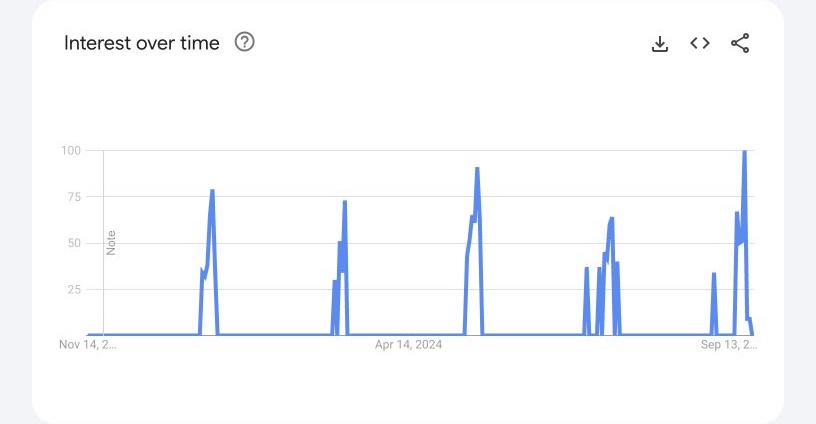 Interest over time
100
75
50
25
Note
Nov 14, 2...
Apr 14, 2024
Sep 13, 2...